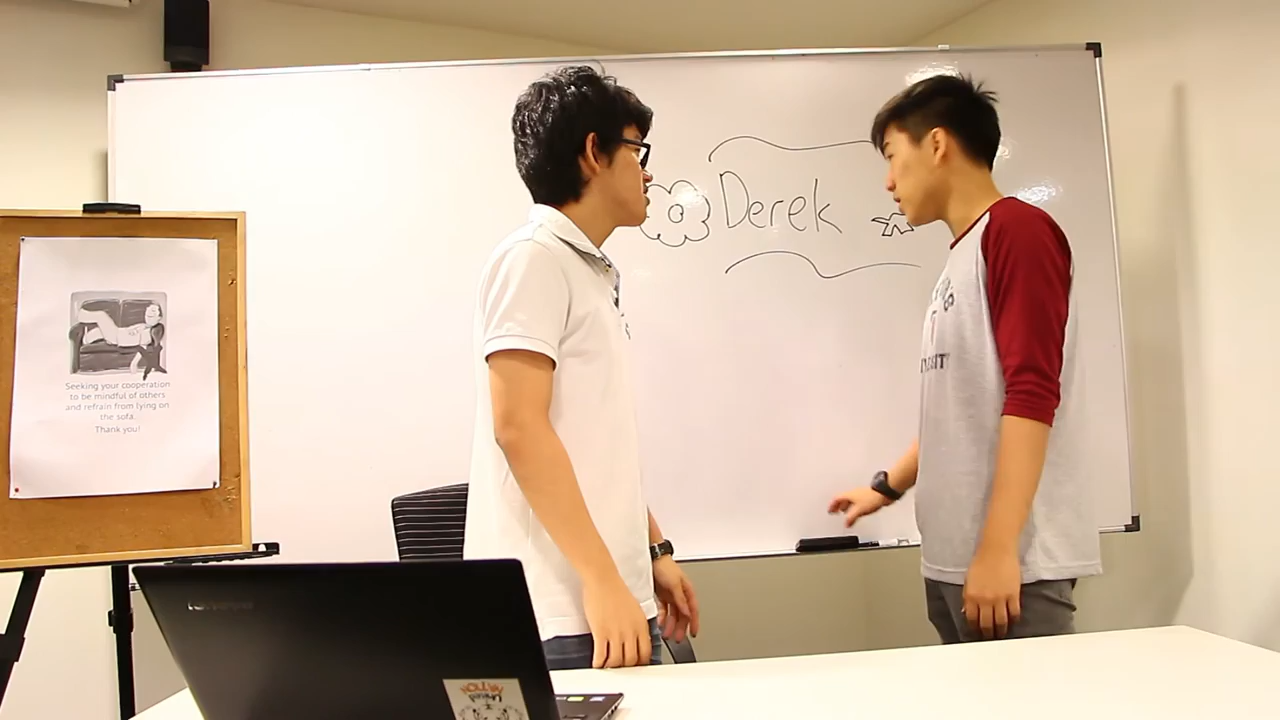 Derek
Seeking your cooperation
to be mindful of others
and refrain from lying on
the sofa.
Thank you!